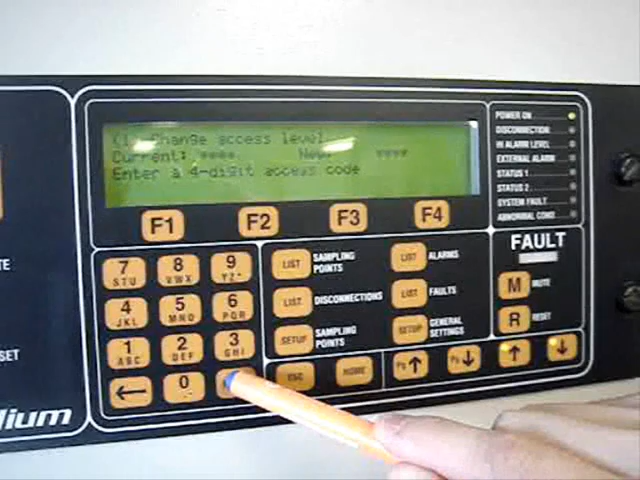 (1) Change access level
Current: **** New: ****
Enter a 4-digit access code
F1 F2 F3 F4
POWER ON
DISCONNECTION
HI ALARM LEVEL
EXTERNAL ALARM
STATUS 1
STATUS 2
SYSTEM FAULT
ABNORMAL COND
FAULT
7 STU 8 VWX 9 YZ*
4 JKL 5 MNO 6 PQR
1 ABC 2 DEF 3 GHI
← 0
LIST SAMPLING POINTS
LIST ALARMS
LIST DISCONNECTIONS
LIST FAULTS
SETUP SAMPLING POINTS
SETUP GENERAL SETTINGS
ESC HOME Pg↑ Pg↓ ↑ ↓
M MUTE
R RESET
TE
SET
lium